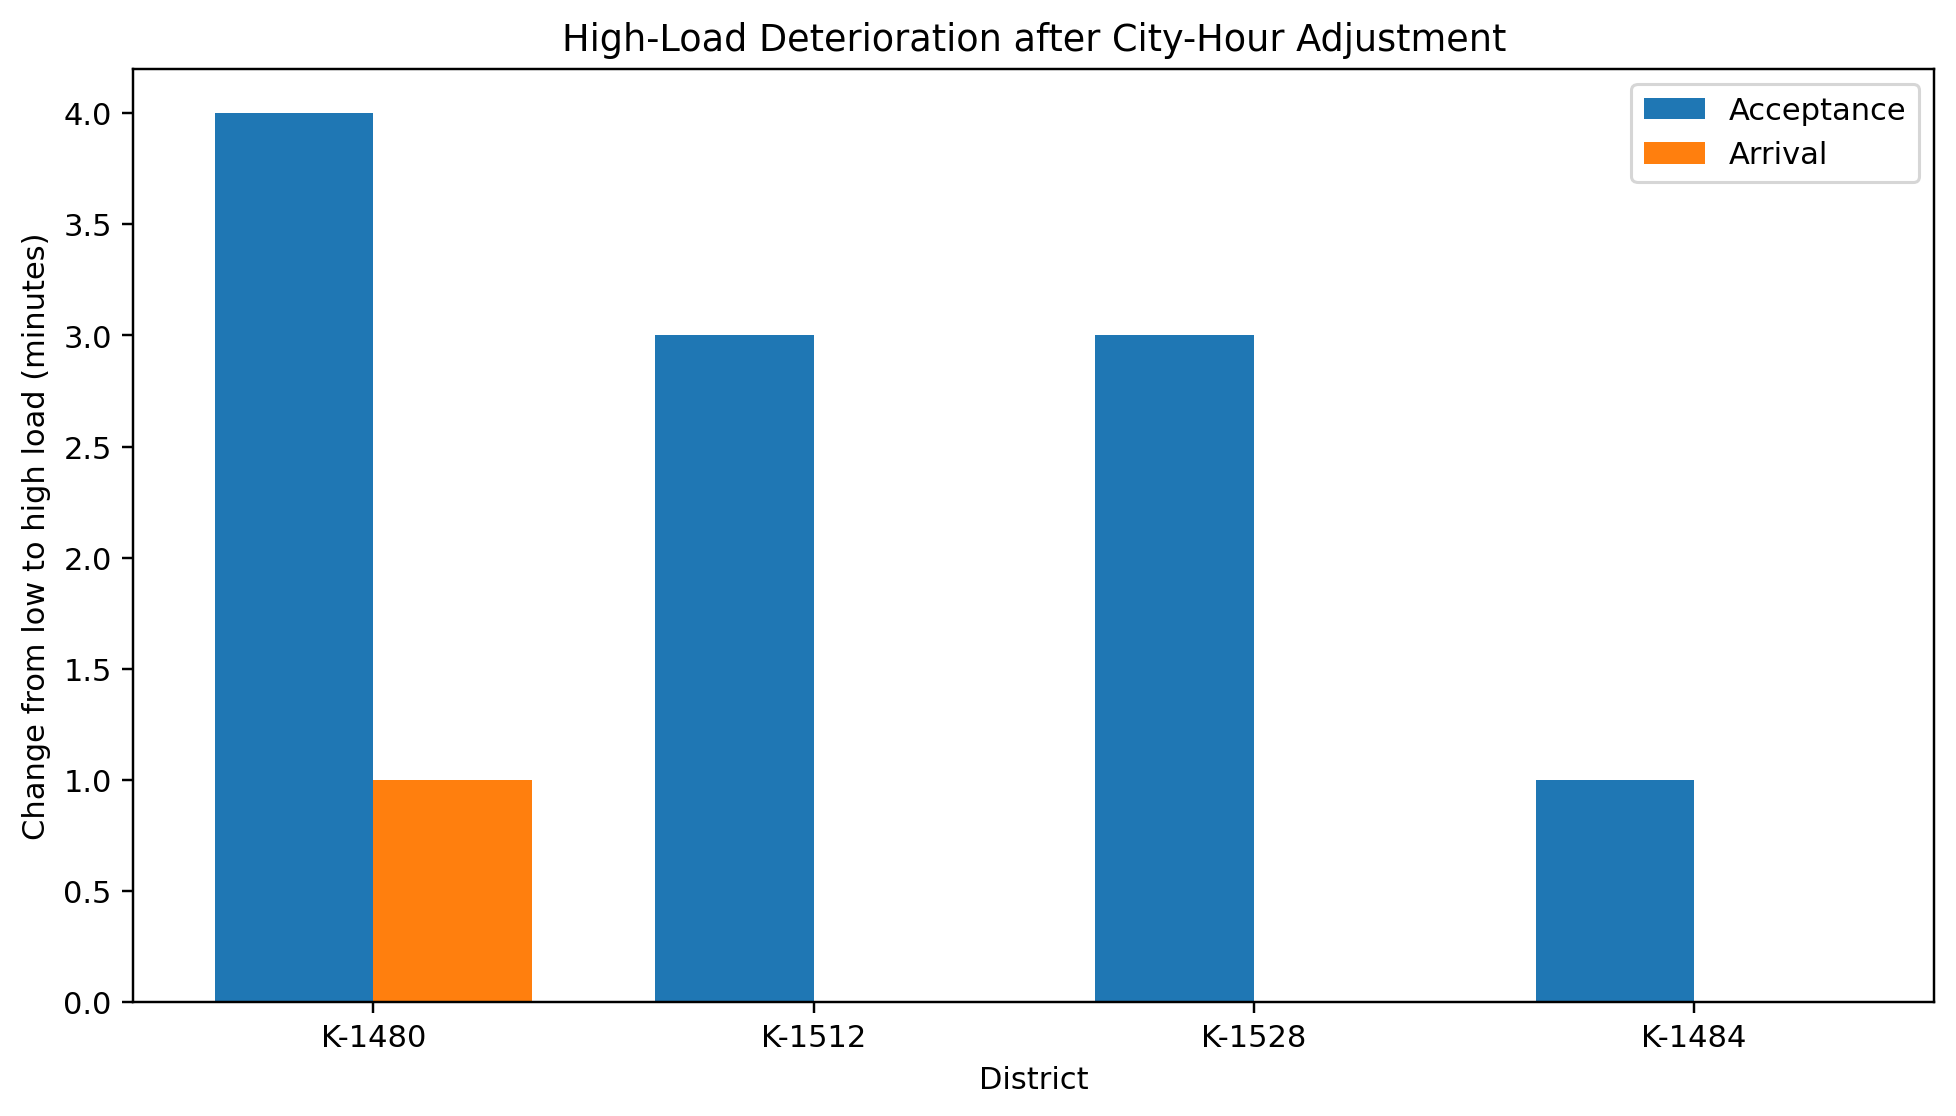 High-Load Deterioration after City-Hour Adjustment
Acceptance
Arrival
Change from low to high load (minutes)
4.0
3.5
3.0
2.5
2.0
1.5
1.0
0.5
0.0
K-1480 K-1512 K-1528 K-1484
District